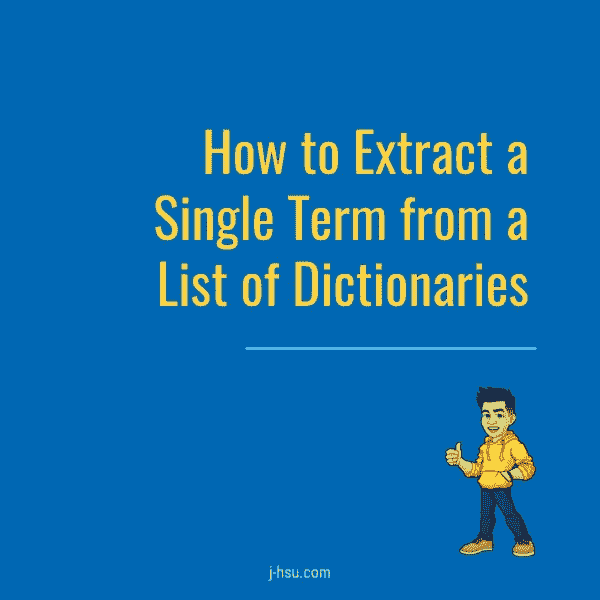 How to Extract a
Single Term from a
List of Dictionaries
j-hsu.com